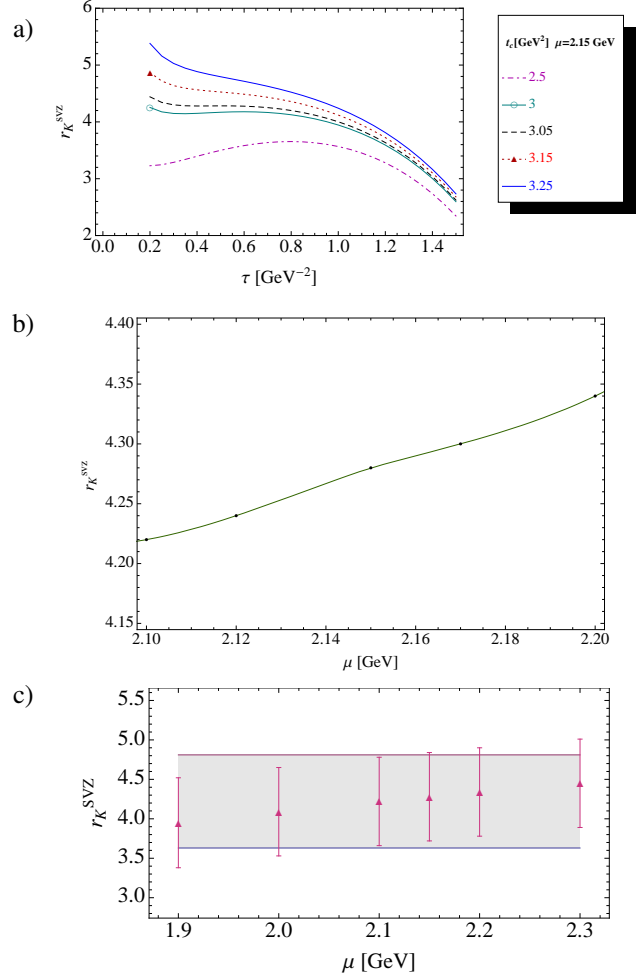 a)
r_K^svz
6
5
4
3
2
0.0 0.2 0.4 0.6 0.8 1.0 1.2 1.4
τ [GeV⁻²]
t_c[GeV²] μ=2.15 GeV
2.5
3
3.05
3.15
3.25
b)
r_K^svz
4.40
4.35
4.30
4.25
4.20
4.15
2.10 2.12 2.14 2.16 2.18 2.20
μ [GeV]
c)
r_K^SVZ
5.5
5.0
4.5
4.0
3.5
3.0
1.9 2.0 2.1 2.2 2.3
μ [GeV]